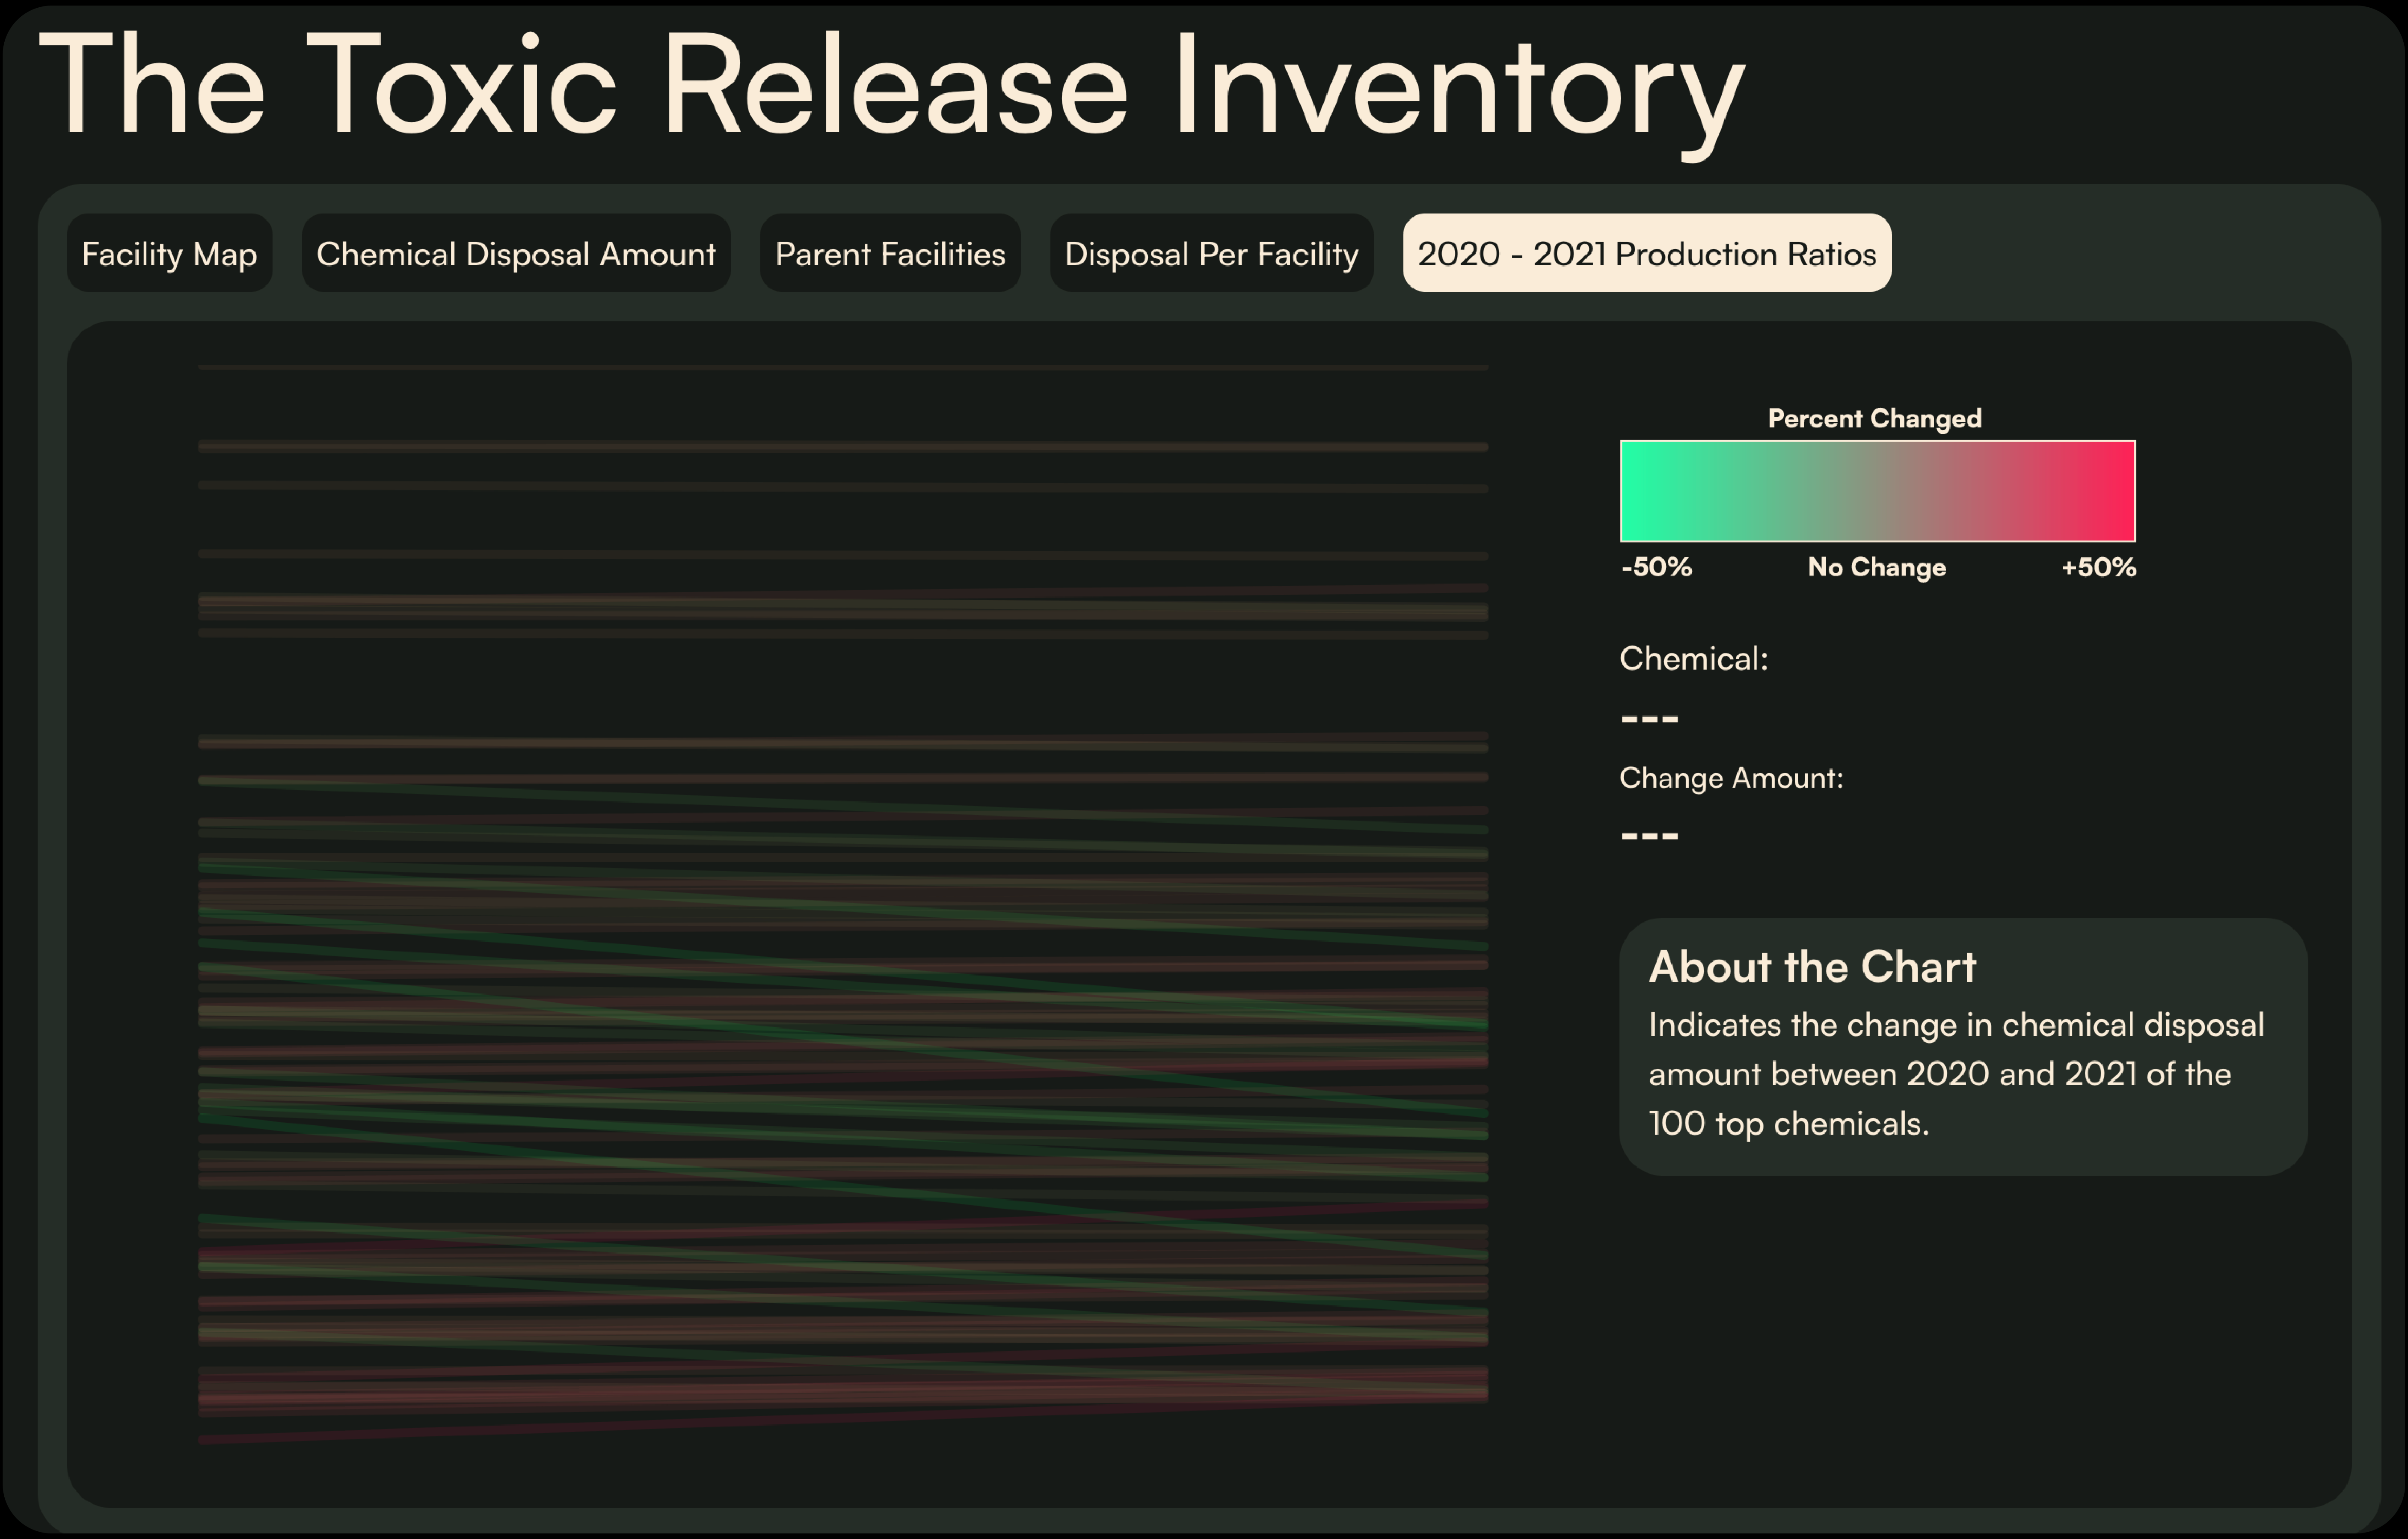 The Toxic Release Inventory
Facility Map
Chemical Disposal Amount
Parent Facilities
Disposal Per Facility
2020 - 2021 Production Ratios
Percent Changed
-50%
No Change
+50%
Chemical:
---
Change Amount:
---
About the Chart
Indicates the change in chemical disposal
amount between 2020 and 2021 of the
100 top chemicals.